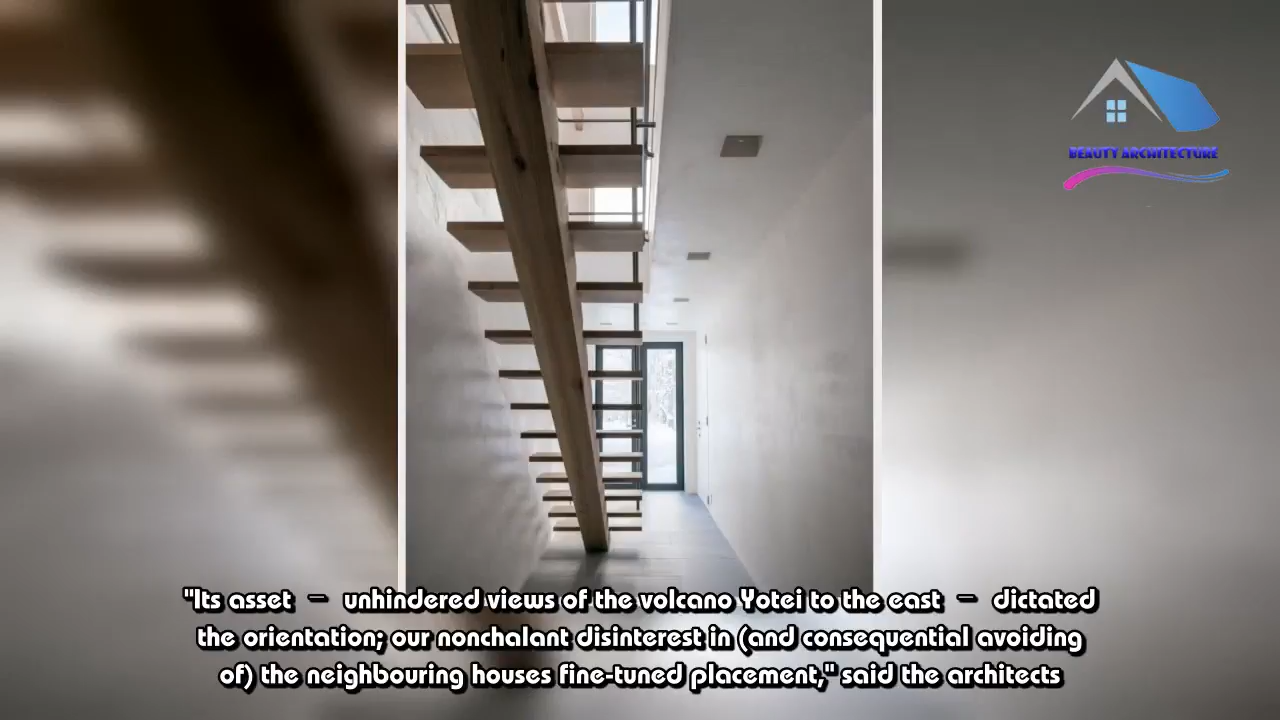 BEAUTY ARCHITECTURE
"Its asset – unhindered views of the volcano Yotei to the east – dictated
the orientation; our nonchalant disinterest in (and consequential avoiding
of) the neighbouring houses fine-tuned placement," said the architects